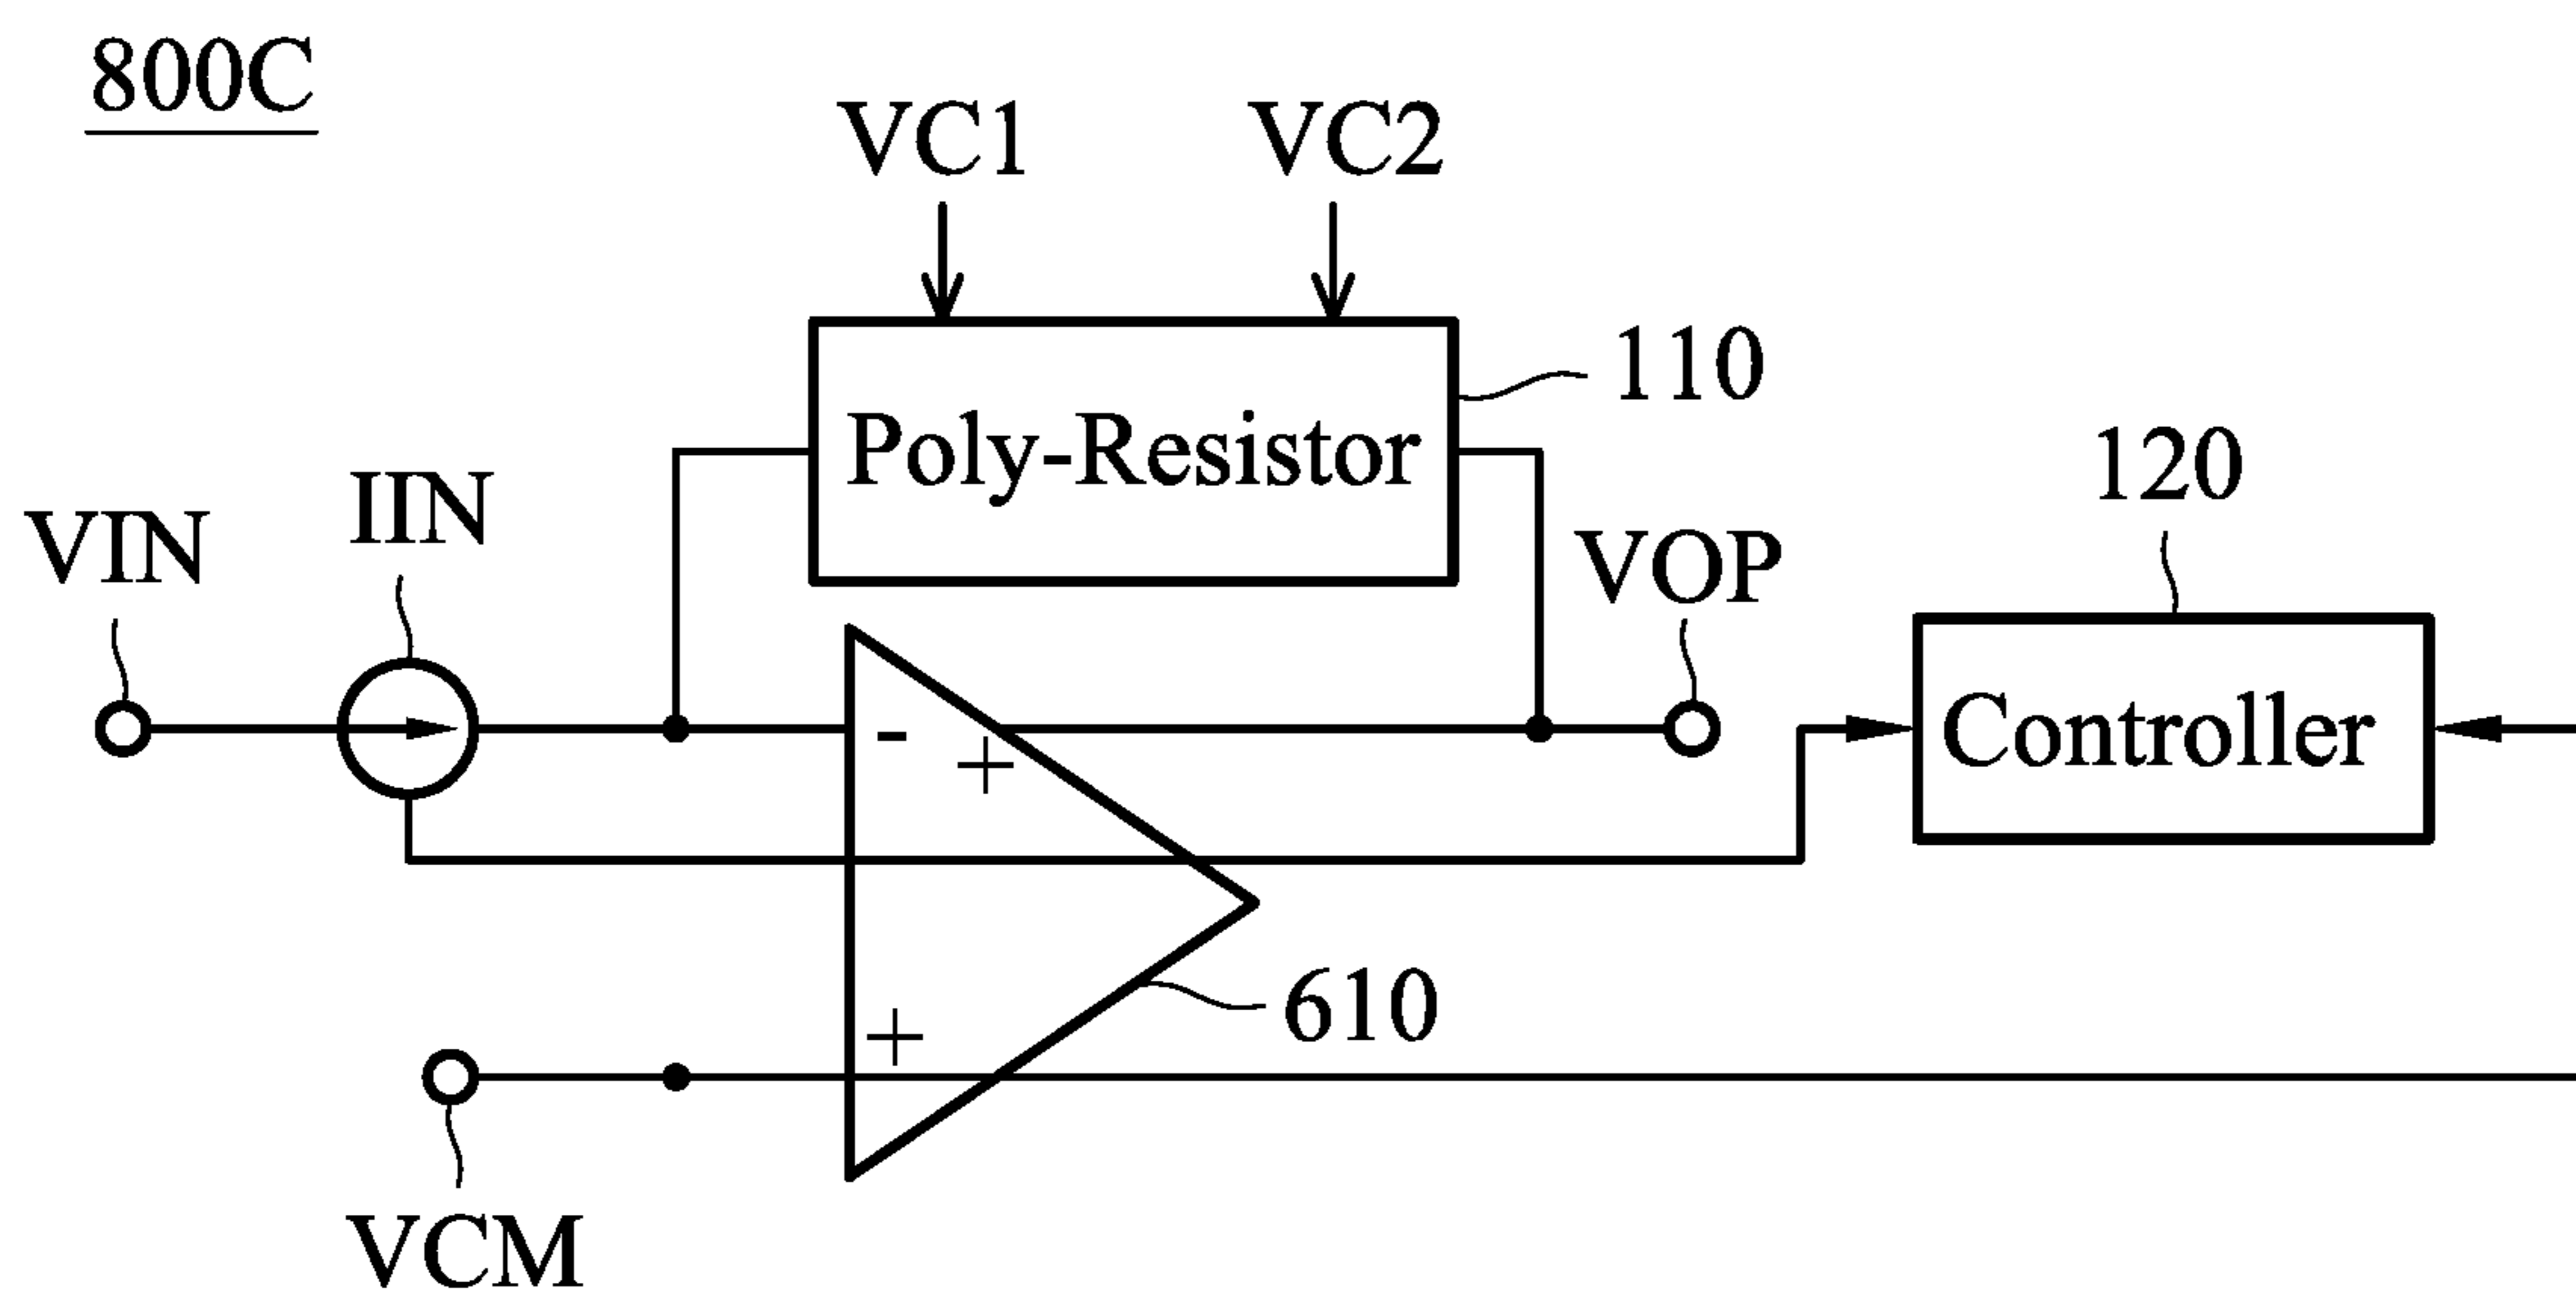 800C
VC1 VC2
110
Poly-Resistor
120
IIN
VIN
VOP
- +
Controller
610
+
VCM